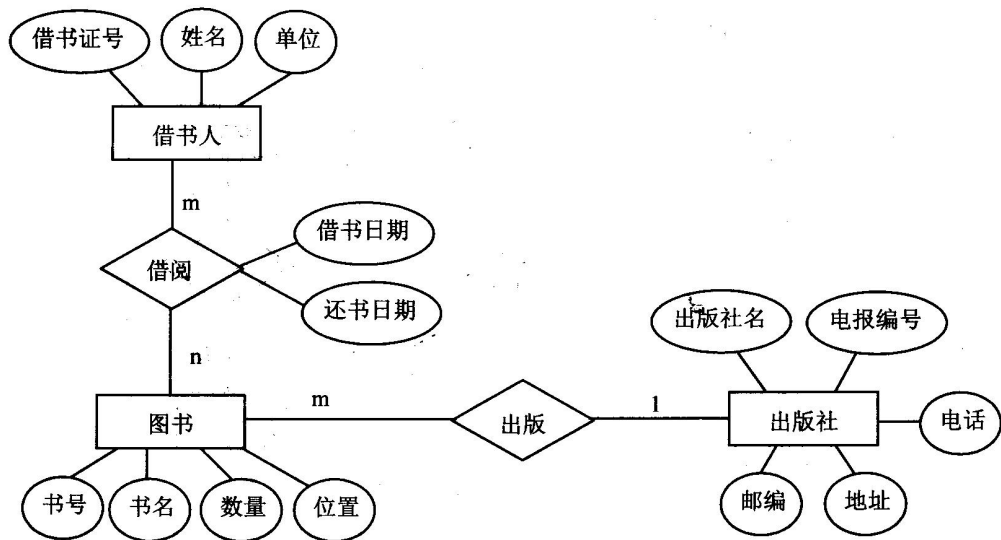 借书证号
姓名
单位
借书人
m
借书日期
借阅
还书日期
n
出版社名
电报编号
图书
m
出版
1
出版社
电话
书号
书名
数量
位置
邮编
地址